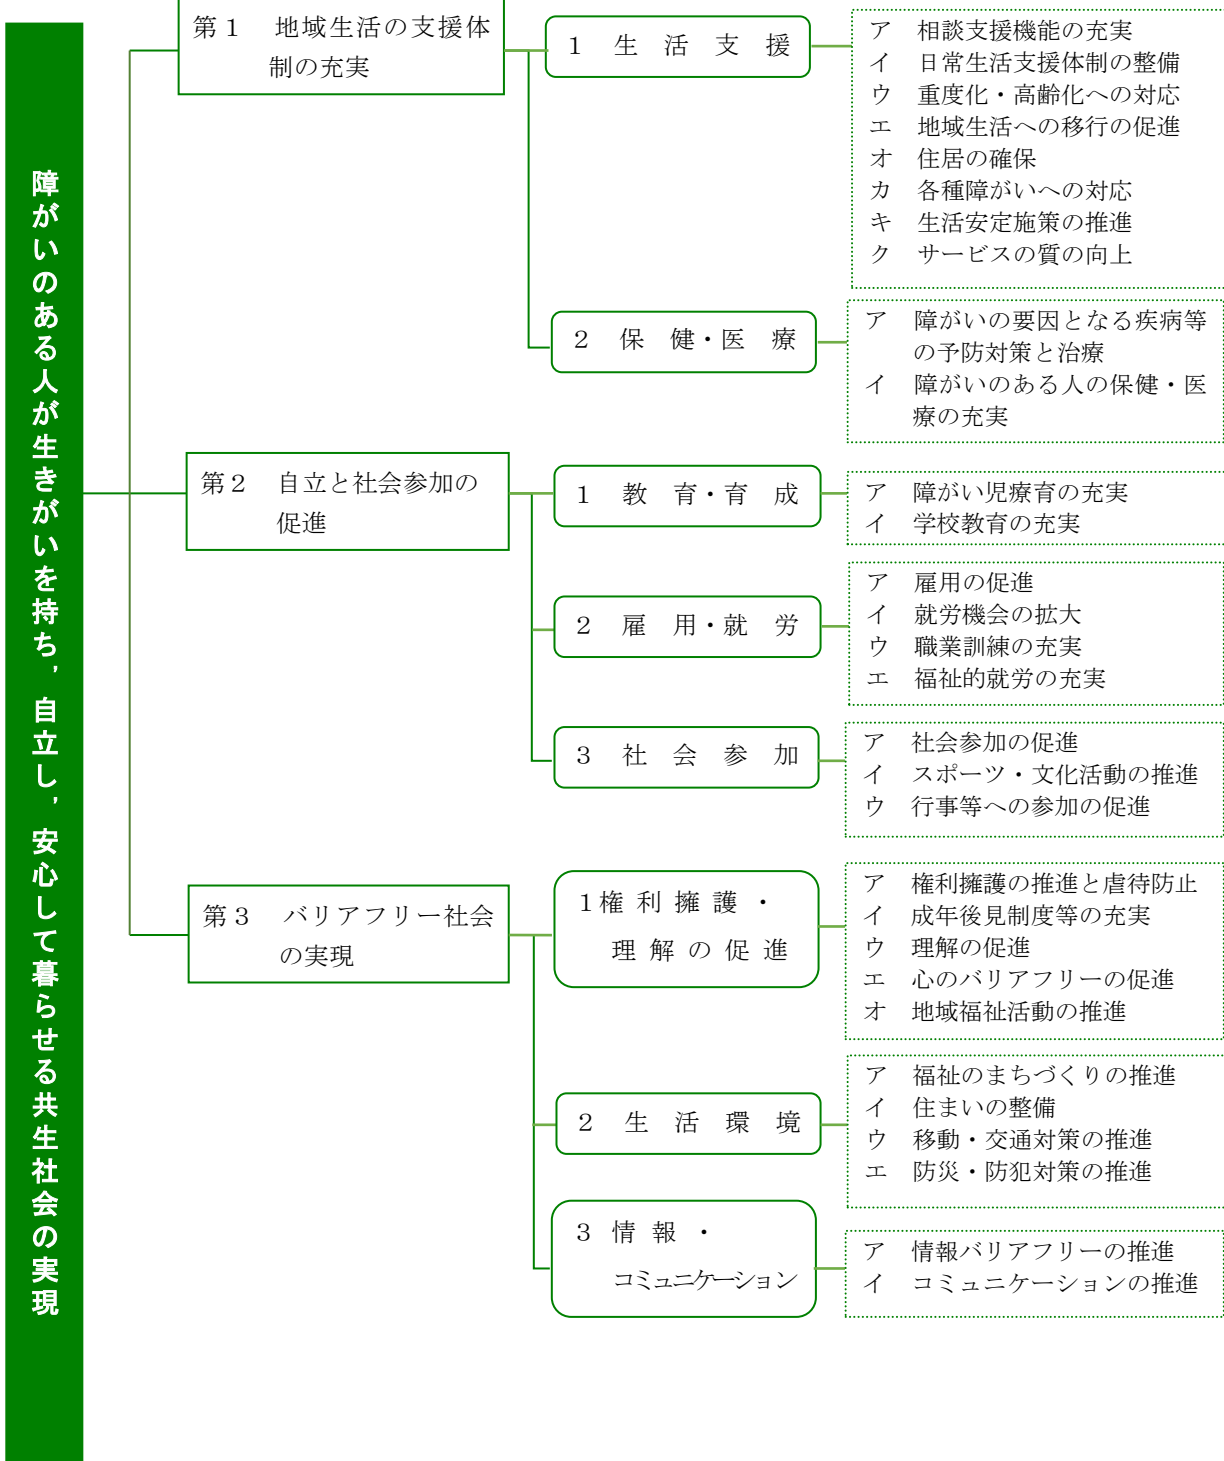 障がいのある人が生きがいを持ち，自立し，安心して暮らせる共生社会の実現
第１　地域生活の支援体
制の充実
１　生　活　支　援
ア　相談支援機能の充実
イ　日常生活支援体制の整備
ウ　重度化・高齢化への対応
エ　地域生活への移行の促進
オ　住居の確保
カ　各種障がいへの対応
キ　生活安定施策の推進
ク　サービスの質の向上
２　保　健・医　療
ア　障がいの要因となる疾病等
の予防対策と治療
イ　障がいのある人の保健・医
療の充実
第２　自立と社会参加の
促進
１　教　育・育　成
ア　障がい児療育の充実
イ　学校教育の充実
２　雇　用・就　労
ア　雇用の促進
イ　就労機会の拡大
ウ　職業訓練の充実
エ　福祉的就労の充実
３　社　会　参　加
ア　社会参加の促進
イ　スポーツ・文化活動の推進
ウ　行事等への参加の促進
第３　バリアフリー社会
の実現
１権 利 擁 護 ・
理 解 の 促 進
ア　権利擁護の推進と虐待防止
イ　成年後見制度等の充実
ウ　理解の促進
エ　心のバリアフリーの促進
オ　地域福祉活動の推進
２　生　活　環　境
ア　福祉のまちづくりの推進
イ　住まいの整備
ウ　移動・交通対策の推進
エ　防災・防犯対策の推進
３ 情 報 ・
コミュニケーション
ア　情報バリアフリーの推進
イ　コミュニケーションの推進